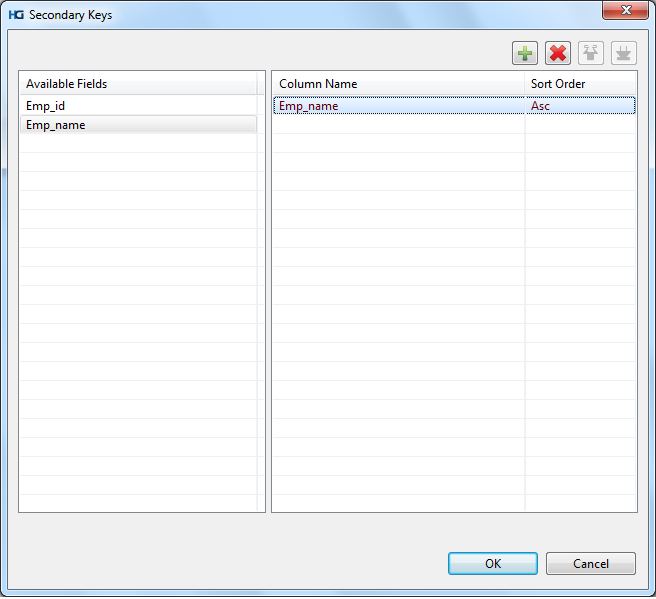 HG Secondary Keys
Available Fields
Column Name Sort Order
Emp_id
Emp_name Asc
Emp_name
OK Cancel